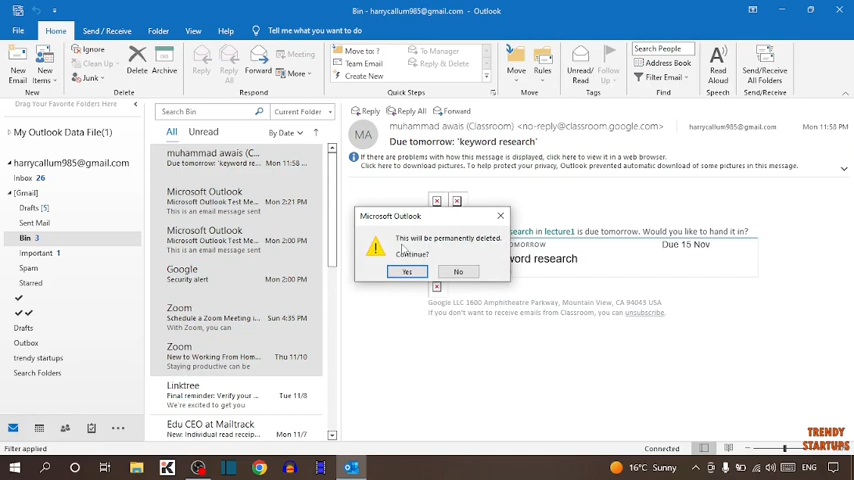 Bin - harrycallum985@gmail.com - Outlook
File Home Send / Receive Folder View Help Tell me what you want to do
New Email
New Items
Ignore
Clean Up
Junk
Delete
Archive
Reply
Reply All
Forward
Meeting
More
Move to: ?
Team Email
Create New
To Manager
Reply & Delete
Move
Rules
Unread/ Read
Follow Up
Search People
Address Book
Filter Email
Read Aloud
Send/Receive All Folders
Delete Respond Quick Steps Move Tags Find Speech Send/Receive
Drag Your Favorite Folders Here
My Outlook Data File(1)
harrycallum985@gmail.com
Inbox 26
[Gmail]
Drafts [5]
Sent Mail
Bin 3
Important 1
Spam
Starred
Drafts
Outbox
trendy startups
Search Folders
Search Bin Current Folder
All Unread By Date
muhammad awais (C...
Due tomorrow: 'keyword re... 11:58 ...
Microsoft Outlook
Microsoft Outlook Test Me... 2:21 PM
This is an email message sent
Microsoft Outlook
Microsoft Outlook Test Me... 2:00 PM
This is an email message sent
Google
Security alert 2:00 PM
Zoom
Schedule a Zoom Meeting i... Sun 4:35 PM
With Zoom, you can
Zoom
New to Working From Hom... Thu 11/10
Staying productive can be
Linktree
Final reminder: Verify your ... Tue 11/8
We're excited to get you
Edu CEO at Mailtrack
New: Individual read receip... Mon 11/7
Reply Reply All Forward
MA
muhammad awais (Classroom) <no-reply@classroom.google.com>
harrycallum985@gmail.com
Mon 11:58 PM
Due tomorrow: 'keyword research'
If there are problems with how this message is displayed, click here to view it in a web browser.
Click here to download pictures. To help protect your privacy, Outlook prevented automatic download of some pictures in this message.
Microsoft Outlook
This will be permanently deleted.
Continue?
Yes No
search in lecture1 is due tomorrow. Would you like to hand it in?
OMORROW Due 15 Nov
word research
Google LLC 1600 Amphitheatre Parkway, Mountain View, CA 94043 USA
If you don't want to receive emails from Classroom, you can unsubscribe.
Filter applied
Connected
TRENDY
STARTUPS
16°C Sunny
ENG